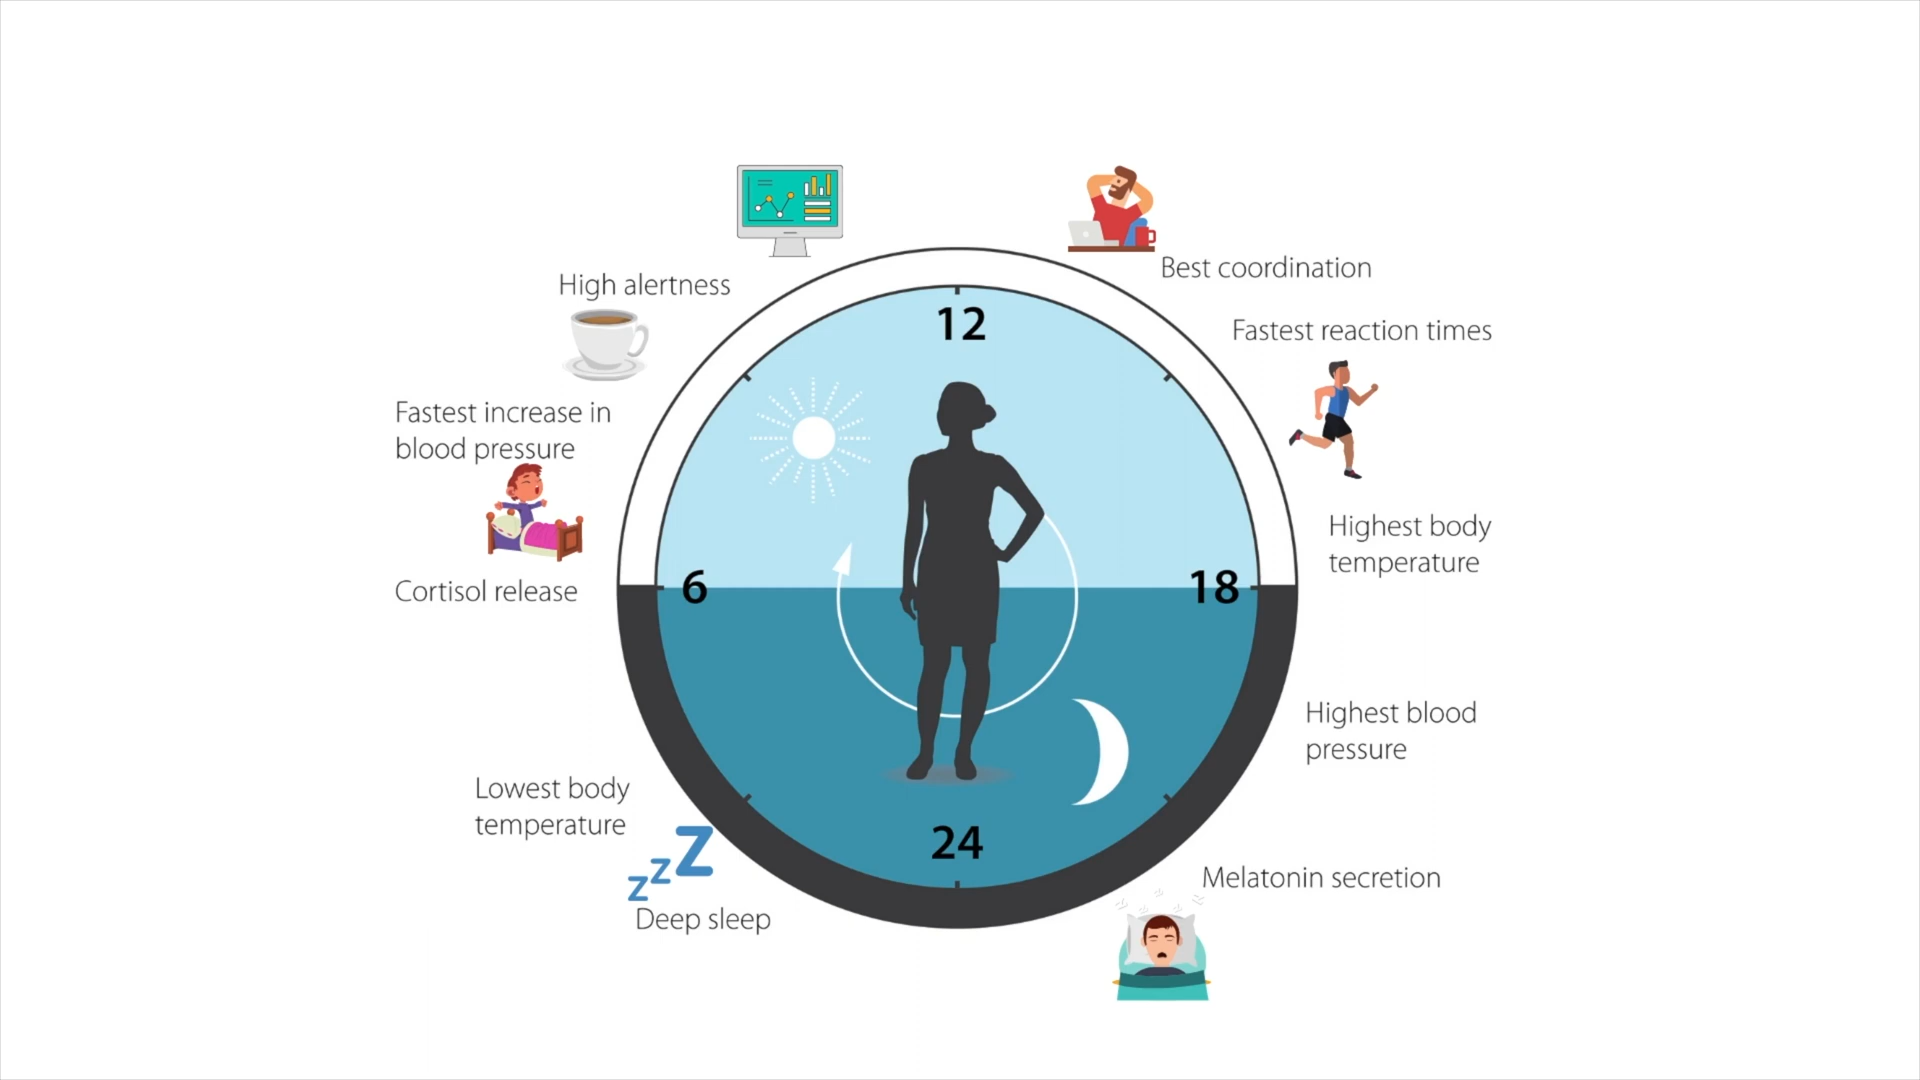 High alertness
Best coordination
12
Fastest reaction times
Fastest increase in
blood pressure
Highest body
temperature
Cortisol release
6
18
Highest blood
pressure
Lowest body
temperature
24
z z Z
Melatonin secretion
Deep sleep